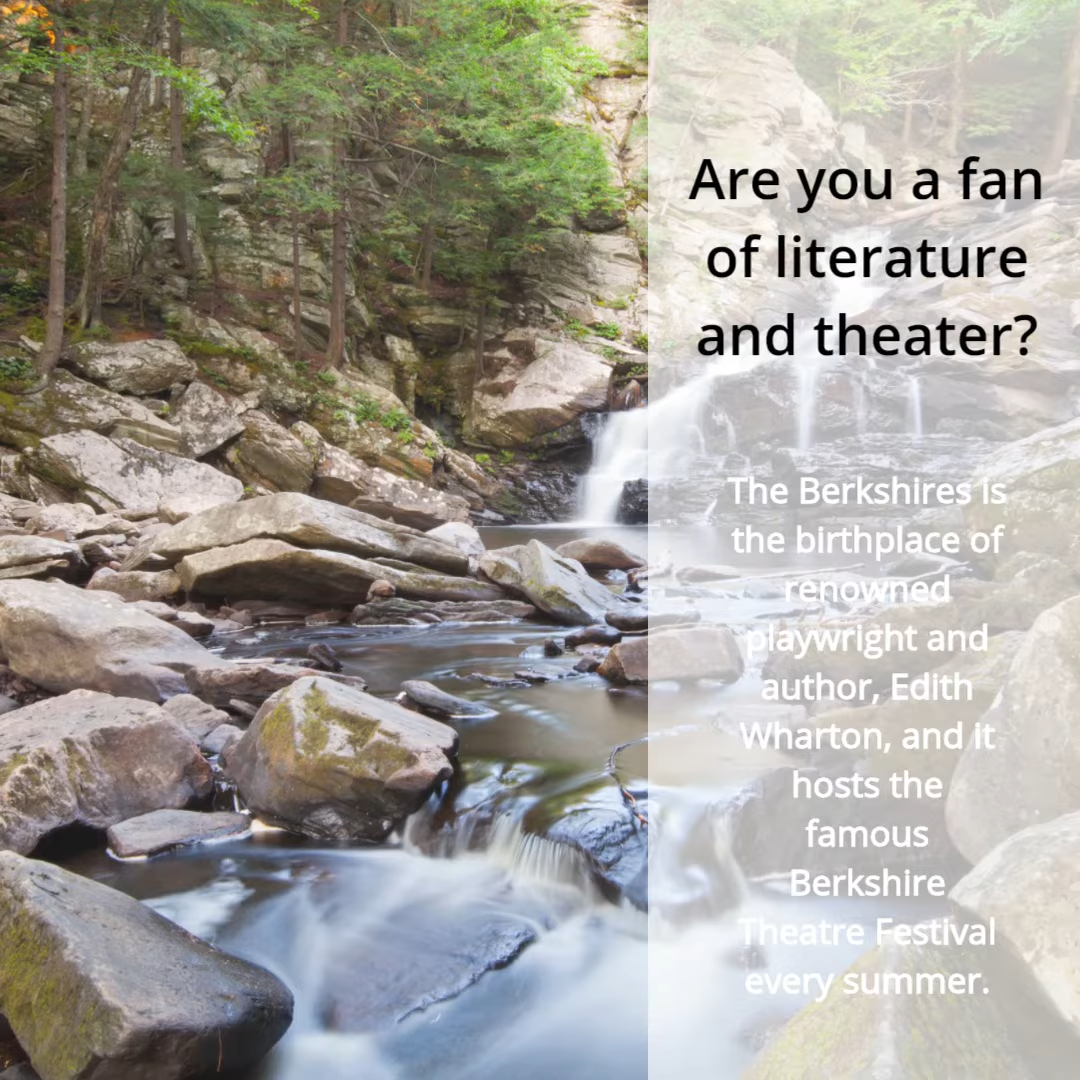 Are you a fan
of literature
and theater?
The Berkshires is
the birthplace of
renowned
playwright and
author, Edith
Wharton, and it
hosts the
famous
Berkshire
Theatre Festival
every summer.